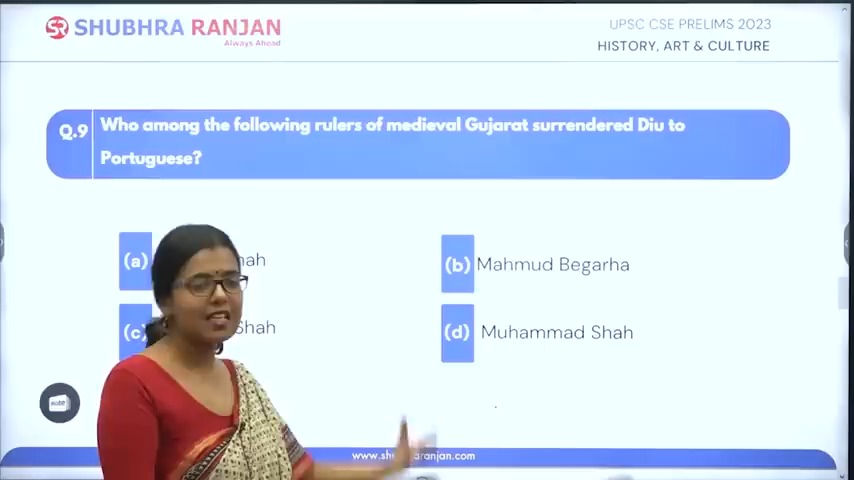 SR SHUBHRA RANJAN
Always Ahead
UPSC CSE PRELIMS 2023
HISTORY, ART & CULTURE
Q.9 Who among the following rulers of medieval Gujarat surrendered Diu to
Portuguese?
(a)
(b) Mahmud Begarha
(c) Shah
(d) Muhammad Shah